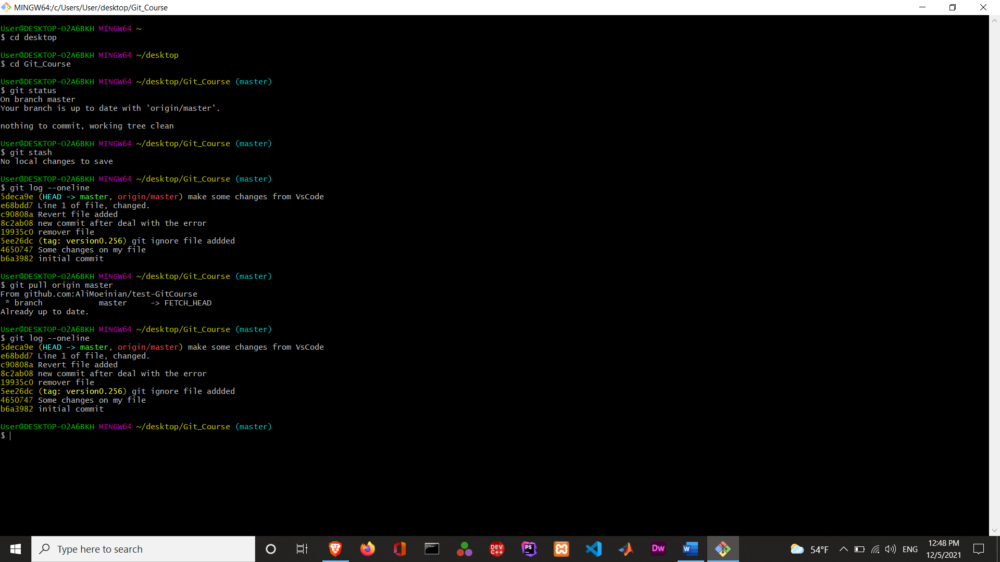 MINGW64:/c/Users/User/desktop/Git_Course
User@DESKTOP-O2A6BKH MINGW64 ~
$ cd desktop
User@DESKTOP-O2A6BKH MINGW64 ~/desktop
$ cd Git_Course
User@DESKTOP-O2A6BKH MINGW64 ~/desktop/Git_Course (master)
$ git status
On branch master
Your branch is up to date with 'origin/master'.
nothing to commit, working tree clean
User@DESKTOP-O2A6BKH MINGW64 ~/desktop/Git_Course (master)
$ git stash
No local changes to save
User@DESKTOP-O2A6BKH MINGW64 ~/desktop/Git_Course (master)
$ git log --oneline
5deca9e (HEAD -> master, origin/master) make some changes from VsCode
e68bdd7 Line 1 of file, changed.
c90808a Revert file added
8c2ab08 new commit after deal with the error
19935c0 remover file
5ee26dc (tag: version0.256) git ignore file addded
4650747 Some changes on my file
b6a3982 initial commit
User@DESKTOP-O2A6BKH MINGW64 ~/desktop/Git_Course (master)
$ git pull origin master
From github.com:AliMoeinian/test-GitCourse
 * branch            master     -> FETCH_HEAD
Already up to date.
User@DESKTOP-O2A6BKH MINGW64 ~/desktop/Git_Course (master)
$ git log --oneline
5deca9e (HEAD -> master, origin/master) make some changes from VsCode
e68bdd7 Line 1 of file, changed.
c90808a Revert file added
8c2ab08 new commit after deal with the error
19935c0 remover file
5ee26dc (tag: version0.256) git ignore file addded
4650747 Some changes on my file
b6a3982 initial commit
User@DESKTOP-O2A6BKH MINGW64 ~/desktop/Git_Course (master)
$
Type here to search
DEV C++
PS
Dw
W
54°F
ENG
12:48 PM
12/5/2021